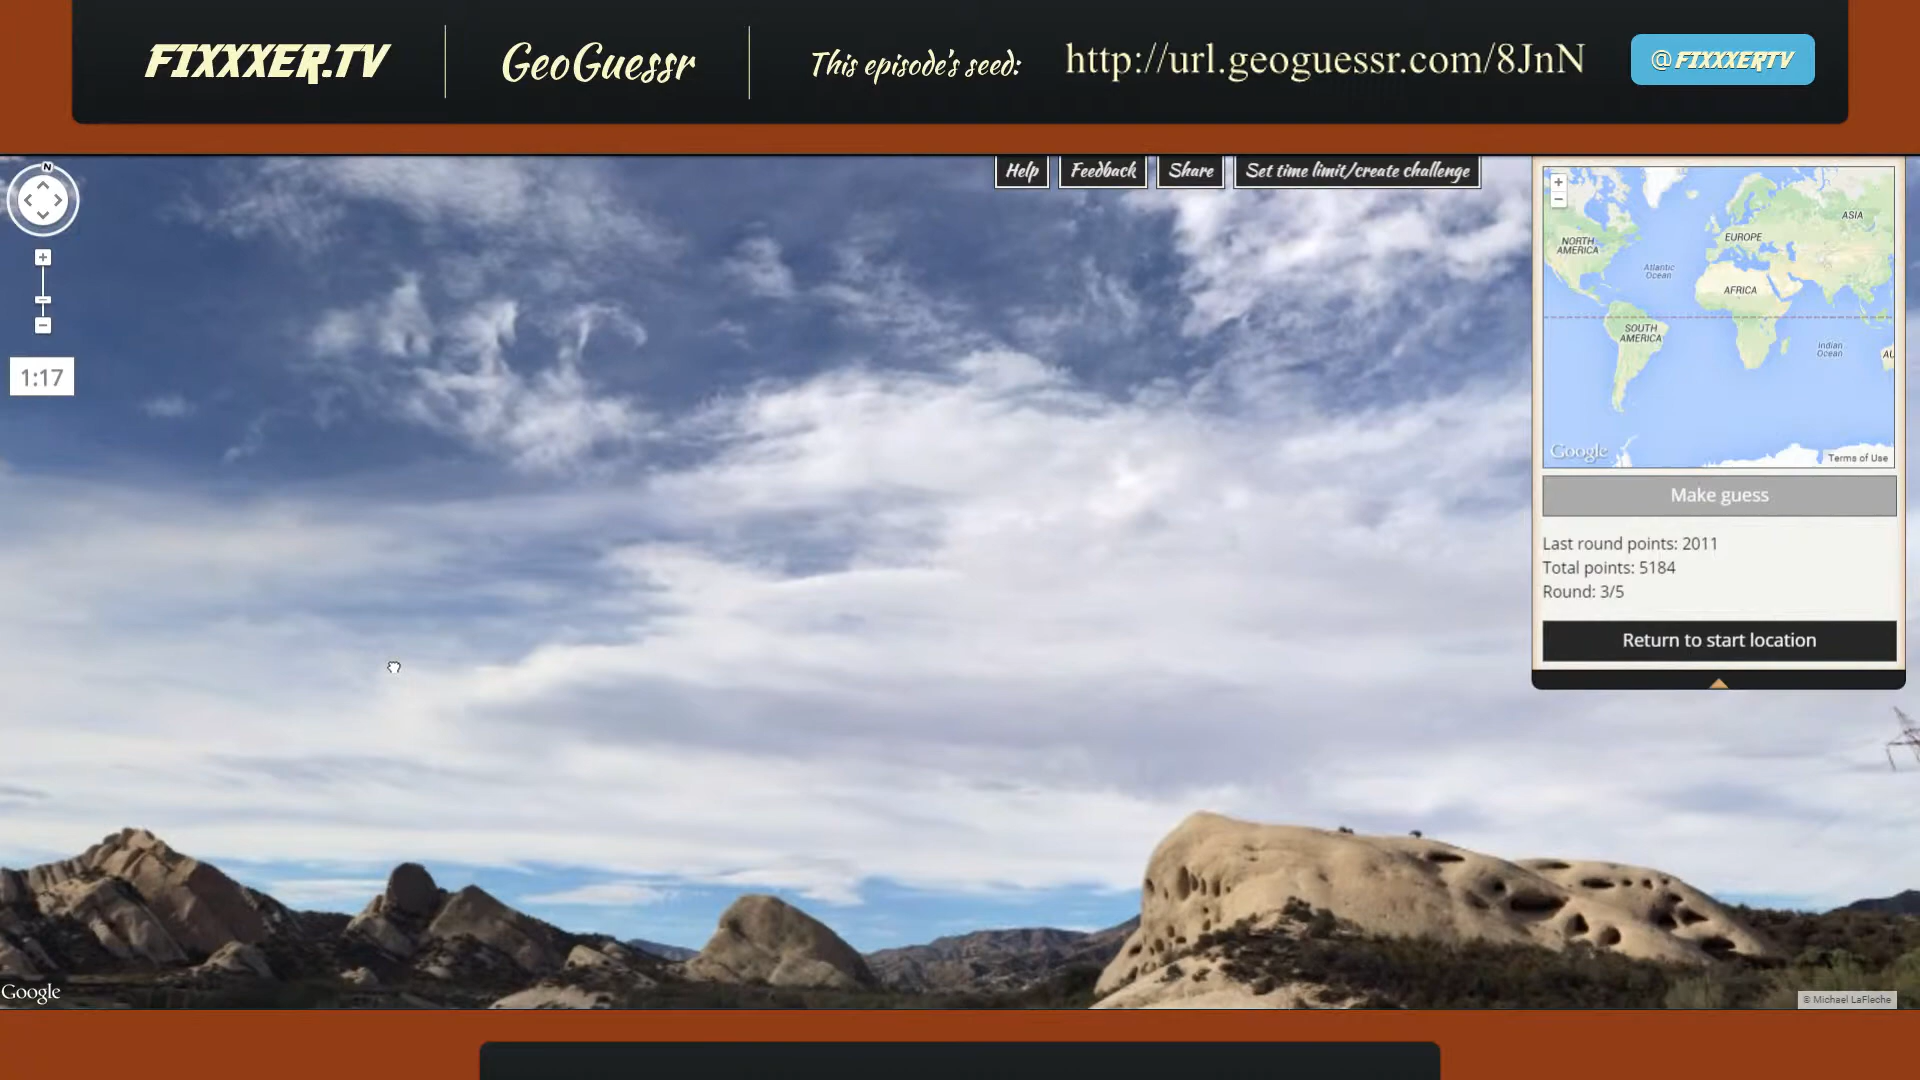 FIXXXER.TV
GeoGuessr
This episode's seed:
http://url.geoguessr.com/8JnN
@FIXXXERTV
N
Help
Feedback
Share
Set time limit/create challenge
+
−
1:17
+
−
NORTH
AMERICA
EUROPE
ASIA
Atlantic
Ocean
AFRICA
SOUTH
AMERICA
Indian
Ocean
AU
Google
Terms of Use
Make guess
Last round points: 2011
Total points: 5184
Round: 3/5
Return to start location
Google
© Michael LaFleche